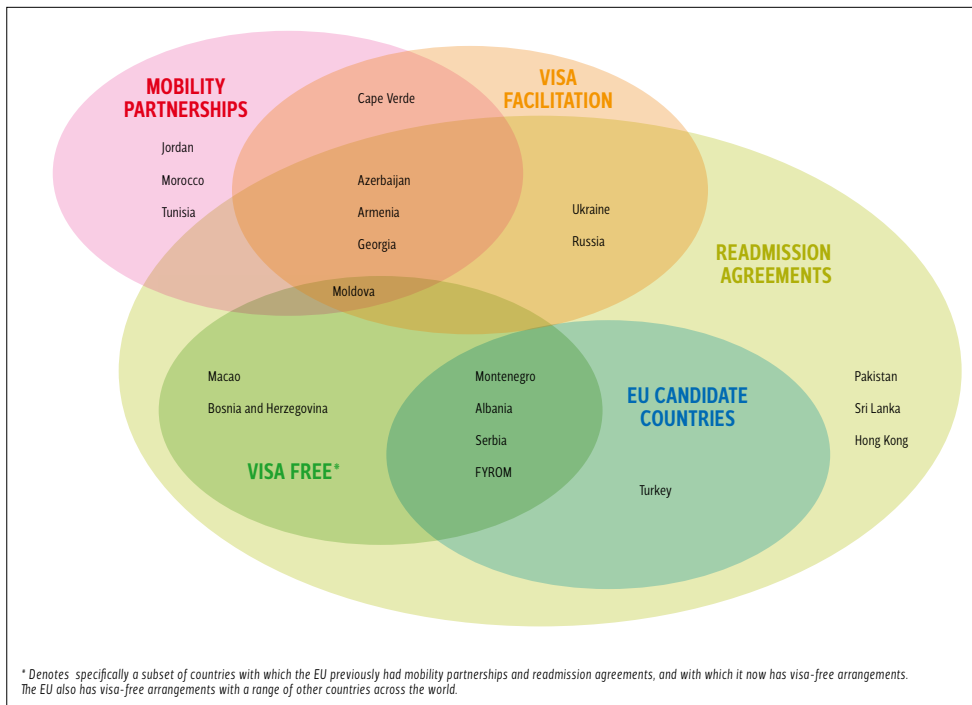 MOBILITY
PARTNERSHIPS
Jordan
Morocco
Tunisia
Cape Verde
Azerbaijan
Armenia
Georgia
Moldova
VISA
FACILITATION
Ukraine
Russia
READMISSION
AGREEMENTS
Macao
Bosnia and Herzegovina
VISA FREE*
Montenegro
Albania
Serbia
FYROM
EU CANDIDATE
COUNTRIES
Turkey
Pakistan
Sri Lanka
Hong Kong
* Denotes specifically a subset of countries with which the EU previously had mobility partnerships and readmission agreements, and with which it now has visa-free arrangements.
The EU also has visa-free arrangements with a range of other countries across the world.